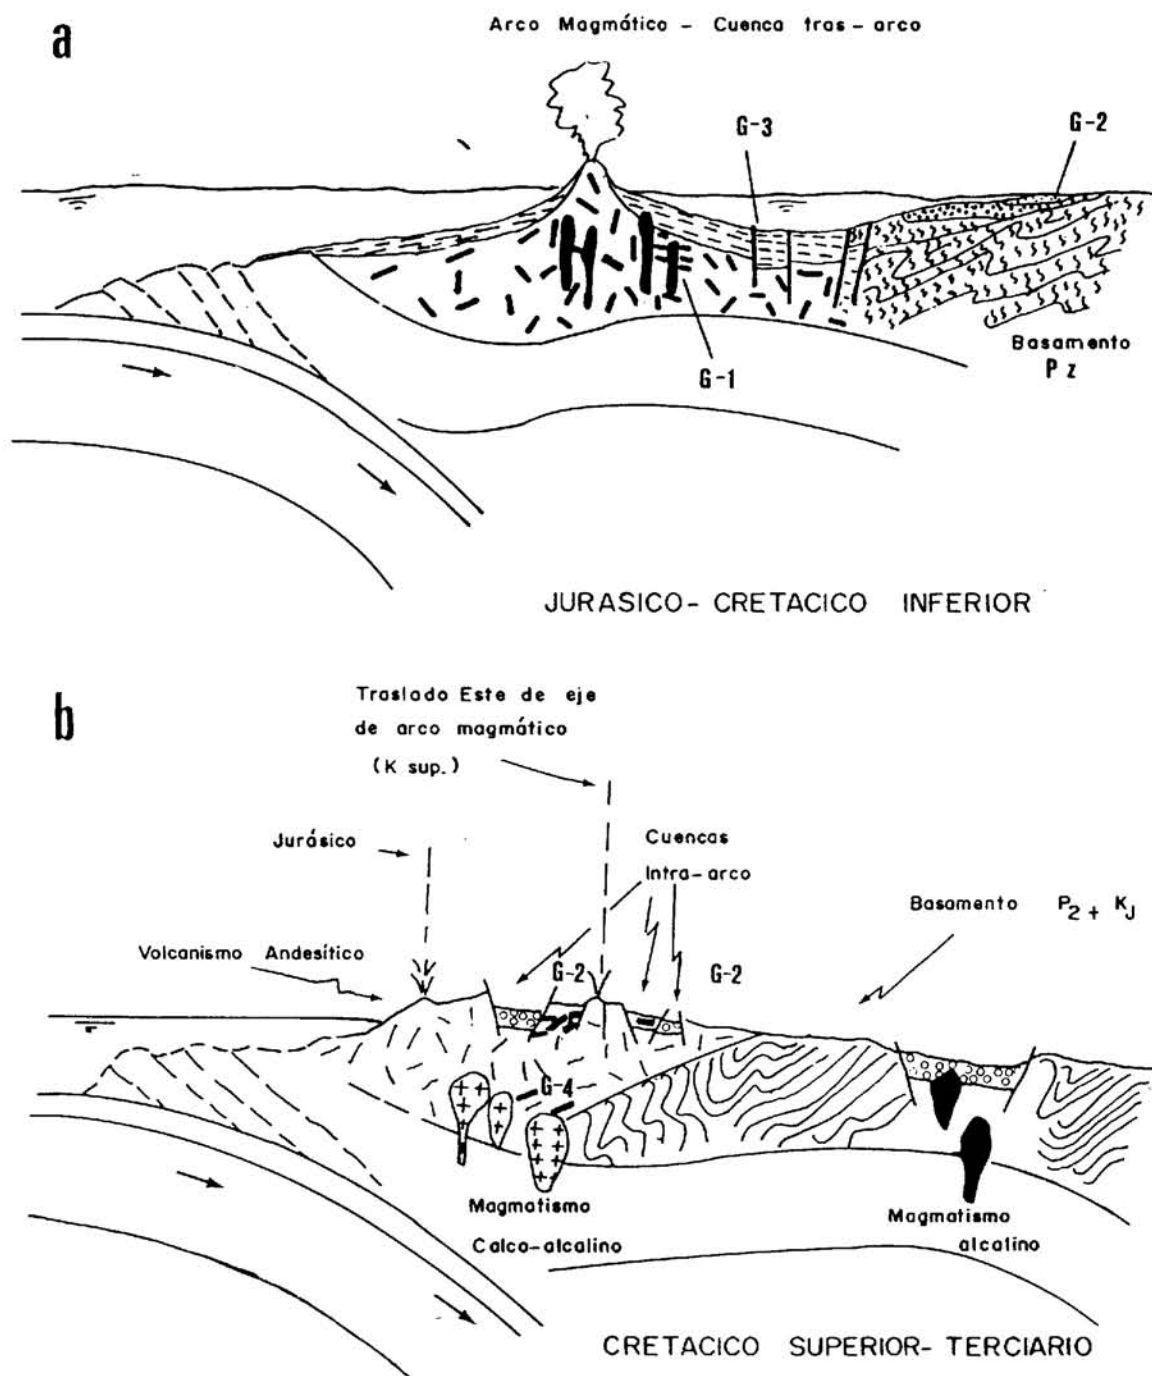 a
Arco Magmático - Cuenca tras-arco
G-3
G-2
Basamento
Pz
G-1
JURASICO - CRETACICO INFERIOR
b
Traslado Este de eje
de arco magmático
(K sup.)
Jurásico
Cuencas
Intra-arco
Basamento P2 + KJ
Volcanismo Andesítico
G-2
G-2
G-4
Magmatismo
Calco-alcalino
Magmatismo
alcalino
CRETACICO SUPERIOR - TERCIARIO